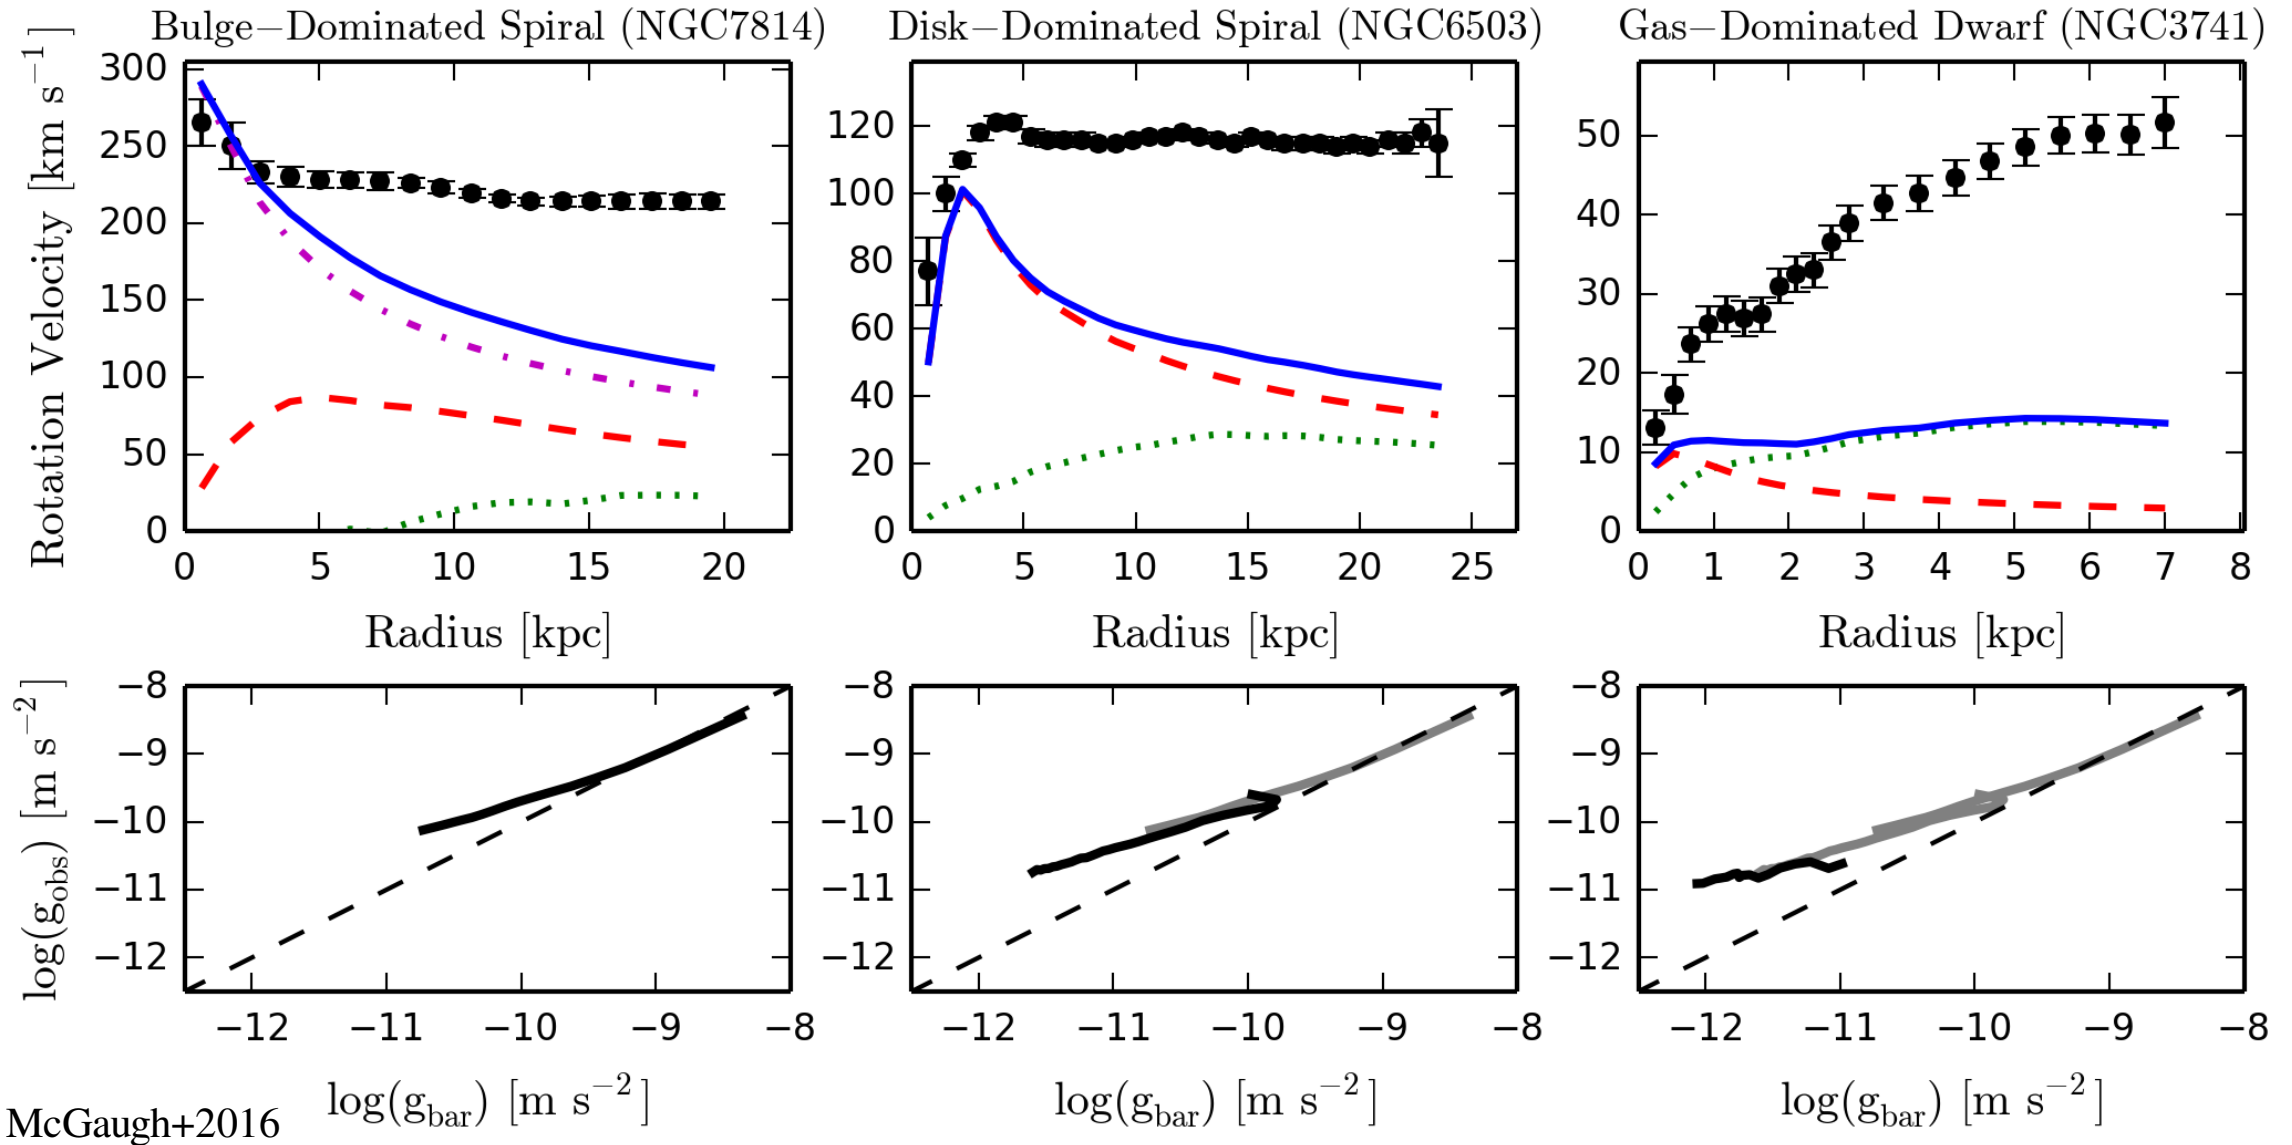 Bulge−Dominated Spiral (NGC7814)
Disk−Dominated Spiral (NGC6503)
Gas−Dominated Dwarf (NGC3741)
Rotation Velocity [km s⁻¹]
300
250
200
150
100
50
0
0 5 10 15 20
Radius [kpc]
120
100
80
60
40
20
0
0 5 10 15 20 25
Radius [kpc]
50
40
30
20
10
0
0 1 2 3 4 5 6 7 8
Radius [kpc]
log(g_obs) [m s⁻²]
−8
−9
−10
−11
−12
−12 −11 −10 −9 −8
log(g_bar) [m s⁻²]
−8
−9
−10
−11
−12
−12 −11 −10 −9 −8
log(g_bar) [m s⁻²]
−8
−9
−10
−11
−12
−12 −11 −10 −9 −8
log(g_bar) [m s⁻²]
McGaugh+2016